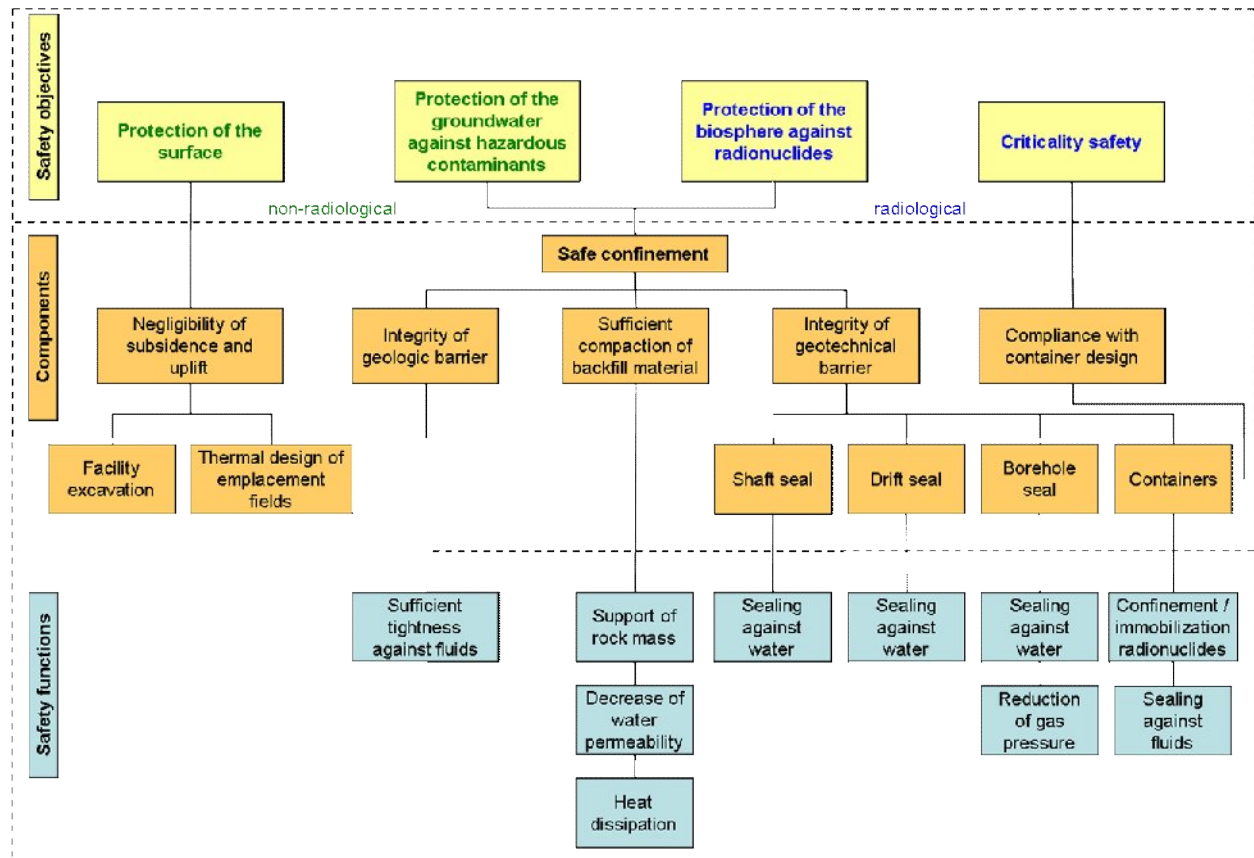 Safety objectives
Protection of the
surface
Protection of the
groundwater
against hazardous
contaminants
Protection of the
biosphere against
radionuclides
Criticality safety
non-radiological
radiological
Components
Safe confinement
Negligibility of
subsidence and
uplift
Integrity of
geologic barrier
Sufficient
compaction of
backfill material
Integrity of
geotechnical
barrier
Compliance with
container design
Facility
excavation
Thermal design of
emplacement
fields
Shaft seal
Drift seal
Borehole
seal
Containers
Safety functions
Sufficient
tightness
against fluids
Support of
rock mass
Sealing
against
water
Sealing
against
water
Sealing
against
water
Confinement /
immobilization
radionuclides
Decrease of
water
permeability
Reduction
of gas
pressure
Sealing
against
fluids
Heat
dissipation